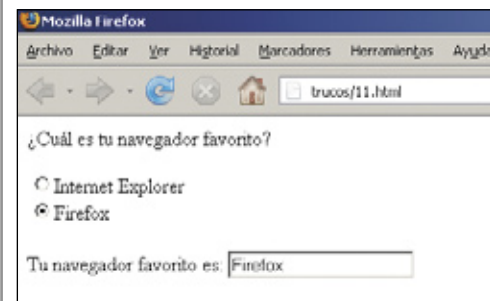 Mozilla Firefox
Archivo Editar Ver Historial Marcadores Herramientas Ayuda
trucos/11.html
¿Cuál es tu navegador favorito?
Internet Explorer
Firefox
Tu navegador favorito es: Firefox